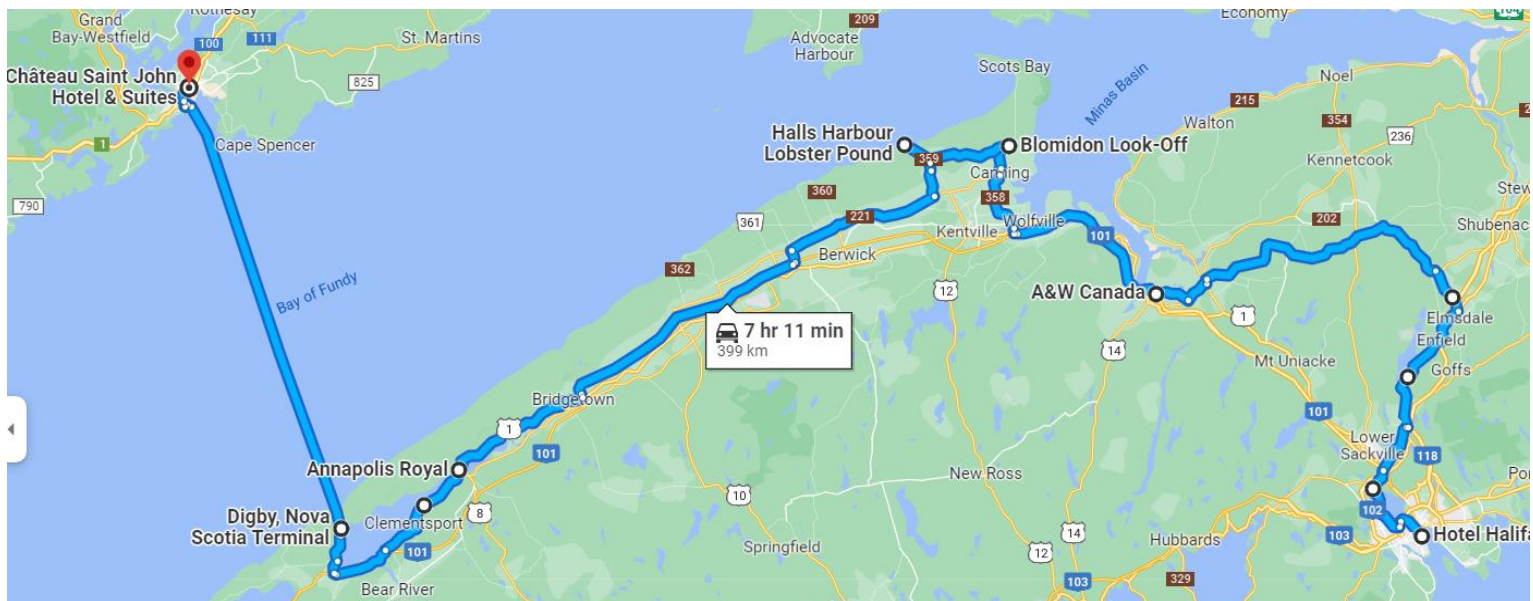 Grand
Bay-Westfield
Rothesay
100
111
St. Martins
825
Château Saint John
Hotel & Suites
1
Cape Spencer
790
Bay of Fundy
209
Advocate
Harbour
Economy
104
Scots Bay
Minas Basin
Noel
215
Walton
354
236
Kennetcook
Halls Harbour
Lobster Pound
359
Blomidon Look-Off
Canning
358
360
221
361
Kentville
Wolfville
101
202
Shubenac
Berwick
362
12
A&W Canada
1
Elmsdale
Enfield
Goffs
7 hr 11 min
399 km
14
Mt Uniacke
101
Bridgetown
1
101
Lower
Sackville
118
Annapolis Royal
8
10
New Ross
102
Digby, Nova
Scotia Terminal
Clementsport
101
Springfield
14
12
Hubbards
103
Hotel Halifa
Bear River
103
329